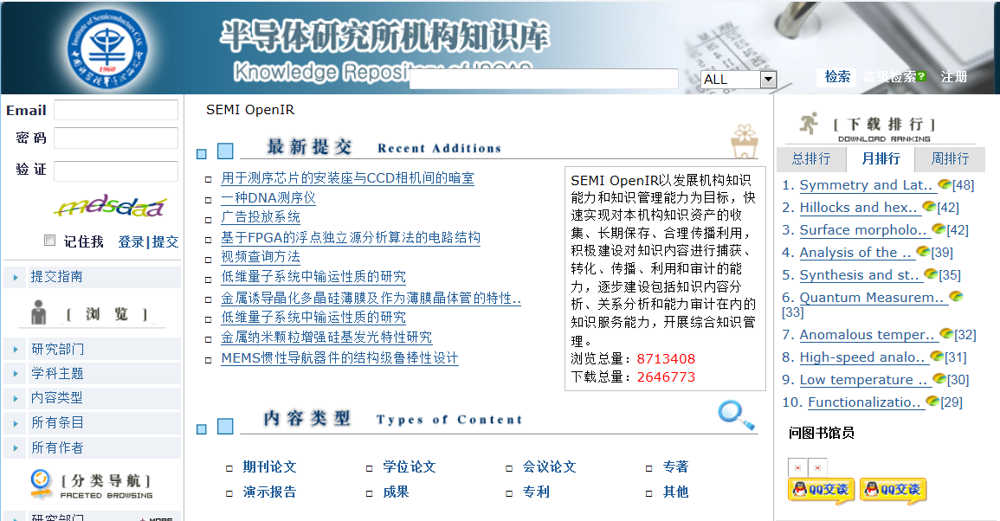 半导体研究所机构知识库
Knowledge Reposi
ALL
检索
高级检索
注册
Institute of Semiconductors CAS
1960
Email
密 码
验 证
mdsdaa
记住我 登录|提交
提交指南
[ 浏 览 ]
研究部门
学科主题
内容类型
所有条目
所有作者
[ 分 类 导 航 ]
FACETED BROWSING
研究部门
+ MORE
SEMI OpenIR
最新提交 Recent Additions
用于测序芯片的安装座与CCD相机间的暗室
一种DNA测序仪
广告投放系统
基于FPGA的浮点独立源分析算法的电路结构
视频查询方法
低维量子系统中输运性质的研究
金属诱导晶化多晶硅薄膜及作为薄膜晶体管的特性..
低维量子系统中输运性质的研究
金属纳米颗粒增强硅基发光特性研究
MEMS惯性导航器件的结构级鲁棒性设计
SEMI OpenIR以发展机构知识
能力和知识管理能力为目标，快
速实现对本机构知识资产的收
集、长期保存、合理传播利用，
积极建设对知识内容进行捕获、
转化、传播、利用和审计的能
力，逐步建设包括知识内容分
析、关系分析和能力审计在内的
知识服务能力，开展综合知识管
理。
浏览总量：8713408
下载总量：2646773
内容类型 Types of Content
期刊论文 学位论文 会议论文 专著
演示报告 成果 专利 其他
[ 下 载 排 行 ]
DOWNLOAD RANKING
总排行 月排行 周排行
1. Symmetry and Lat.. [48]
2. Hillocks and hex.. [42]
3. Surface morpholo.. [42]
4. Analysis of the .. [39]
5. Synthesis and st.. [35]
6. Quantum Measurem..
[33]
7. Anomalous temper.. [32]
8. High-speed analo.. [31]
9. Low temperature .. [30]
10. Functionalizatio.. [29]
问图书馆员
QQ交谈 QQ交谈